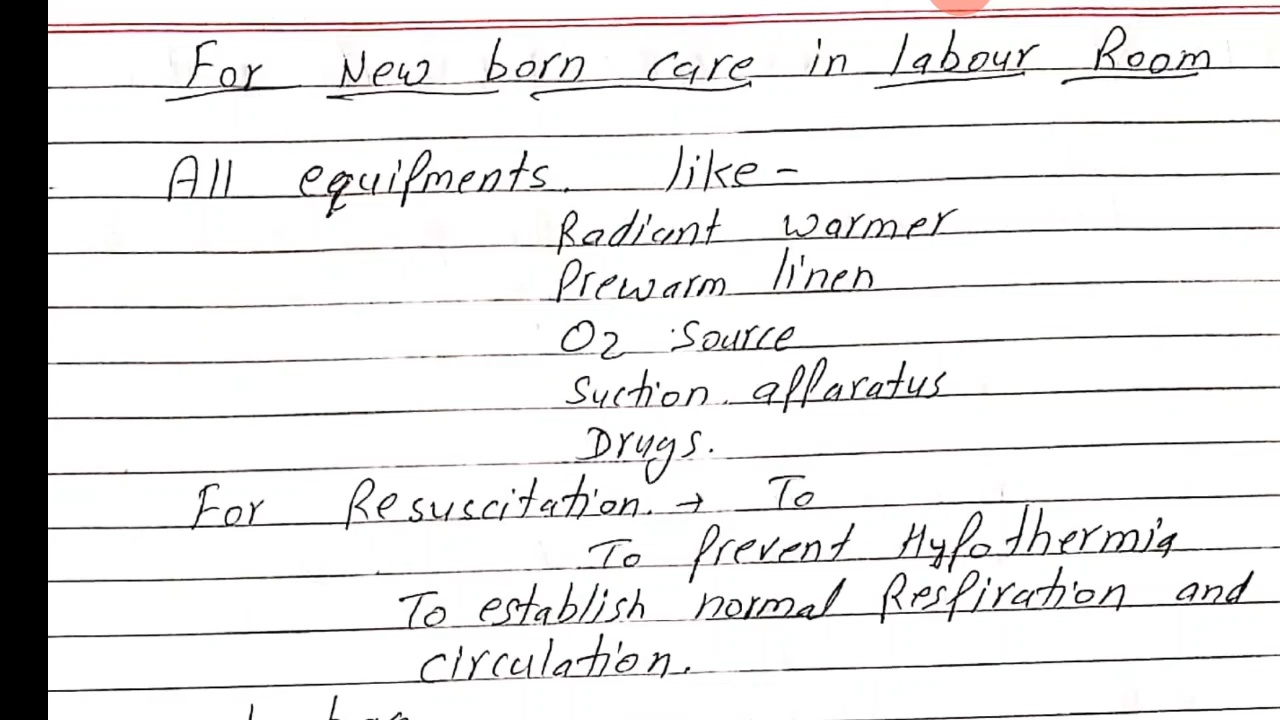 For New born care in labour Room
All equipments. like-
Radiant warmer
Prewarm linen
O2 Source
Suction. apparatus
Drugs.
For Resuscitation. → To
To prevent Hypothermia
To establish normal Respiration and
circulation.